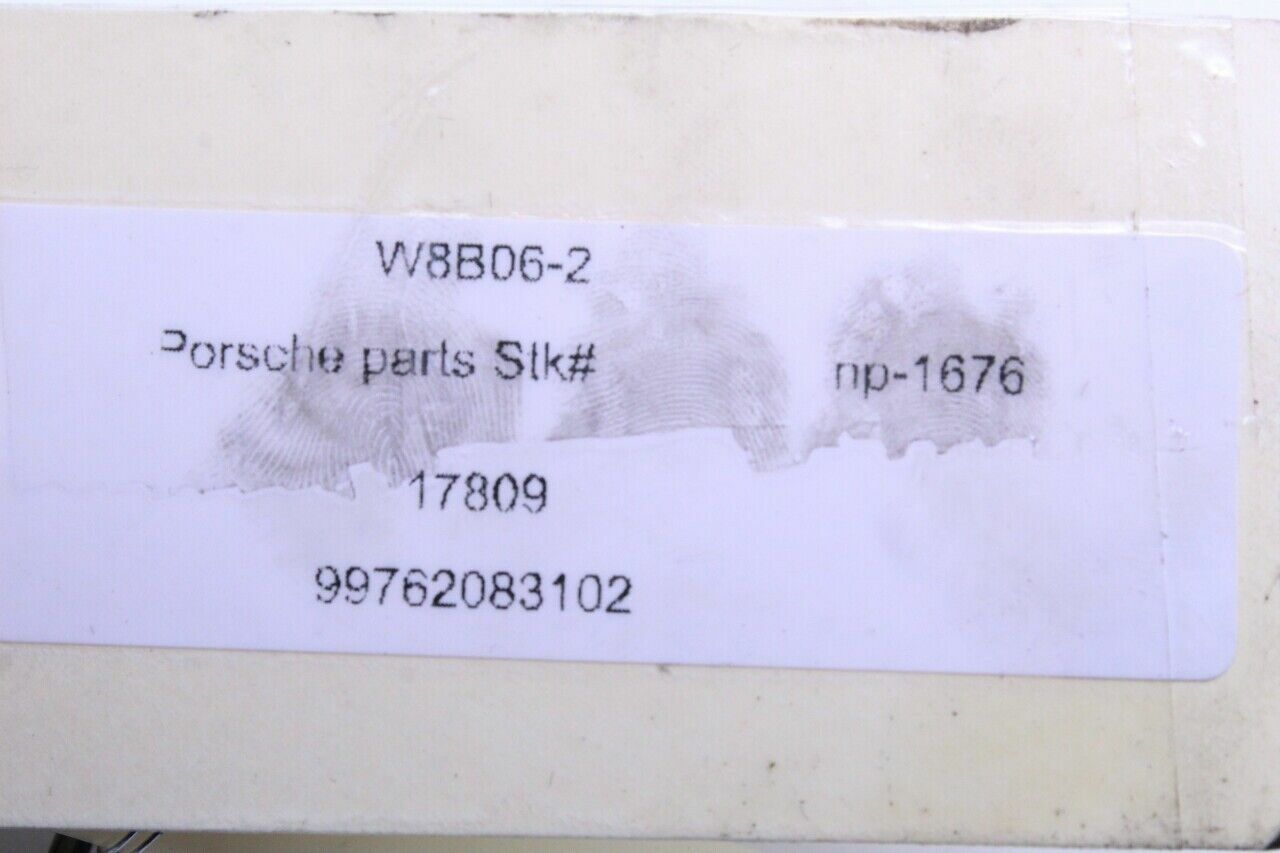 W8B06-2
Porsche parts Stk# np-1676
17809
99762083102